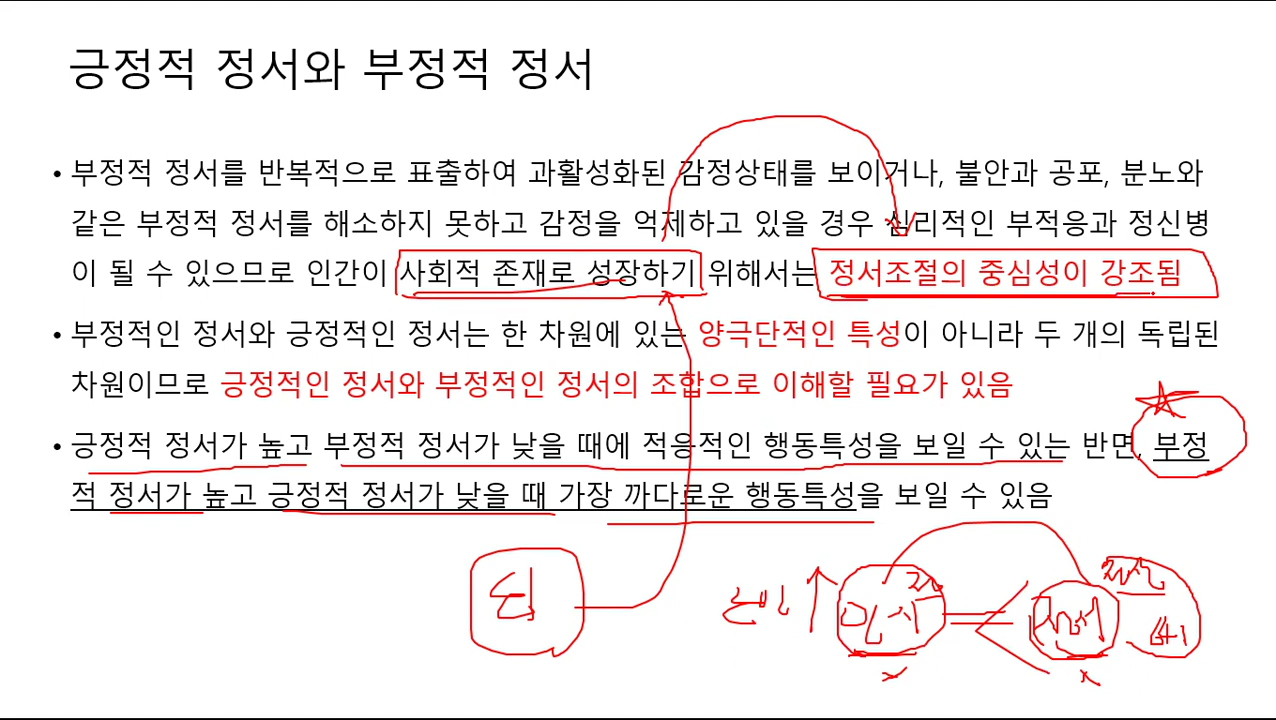 긍정적 정서와 부정적 정서
• 부정적 정서를 반복적으로 표출하여 과활성화된 감정상태를 보이거나, 불안과 공포, 분노와
같은 부정적 정서를 해소하지 못하고 감정을 억제하고 있을 경우 심리적인 부적응과 정신병
이 될 수 있으므로 인간이 사회적 존재로 성장하기 위해서는 정서조절의 중심성이 강조됨
• 부정적인 정서와 긍정적인 정서는 한 차원에 있는 양극단적인 특성이 아니라 두 개의 독립된
차원이므로 긍정적인 정서와 부정적인 정서의 조합으로 이해할 필요가 있음
• 긍정적 정서가 높고 부정적 정서가 낮을 때에 적응적인 행동특성을 보일 수 있는 반면, 부정
적 정서가 높고 긍정적 정서가 낮을 때 가장 까다로운 행동특성을 보일 수 있음